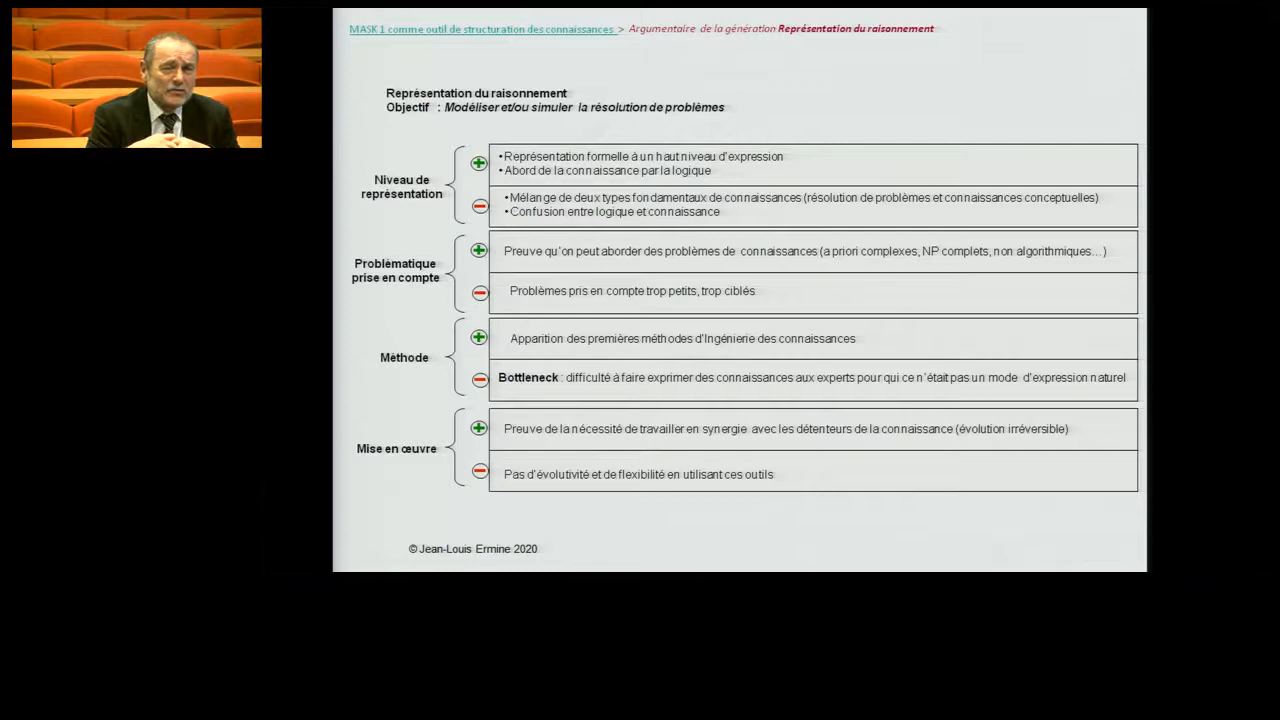 MASK 1 comme outil de structuration des connaissances > Argumentaire de la génération Représentation du raisonnement
Représentation du raisonnement
Objectif : Modéliser et/ou simuler la résolution de problèmes
Niveau de représentation
•Représentation formelle à un haut niveau d'expression
•Abord de la connaissance par la logique
•Mélange de deux types fondamentaux de connaissances (résolution de problèmes et connaissances conceptuelles)
•Confusion entre logique et connaissance
Problématique prise en compte
Preuve qu'on peut aborder des problèmes de connaissances (a priori complexes, NP complets, non algorithmiques…)
Problèmes pris en compte trop petits, trop ciblés
Méthode
Apparition des premières méthodes d'Ingénierie des connaissances
Bottleneck : difficulté à faire exprimer des connaissances aux experts pour qui ce n'était pas un mode d'expression naturel
Mise en œuvre
Preuve de la nécessité de travailler en synergie avec les détenteurs de la connaissance (évolution irréversible)
Pas d'évolutivité et de flexibilité en utilisant ces outils
© Jean-Louis Ermine 2020